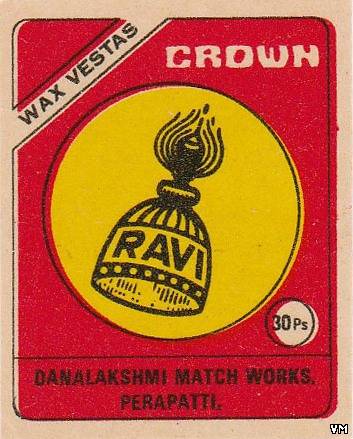 WAX VESTAS
CROWN
RAVI
30Ps
DANALAKSHMI MATCH WORKS.
PERAPATTI.
VM